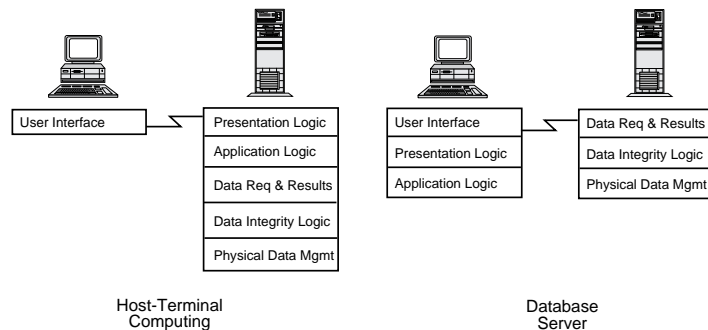 User Interface
Presentation Logic
Application Logic
Data Req & Results
Data Integrity Logic
Physical Data Mgmt
Host-Terminal
Computing
User Interface
Presentation Logic
Application Logic
Data Req & Results
Data Integrity Logic
Physical Data Mgmt
Database
Server